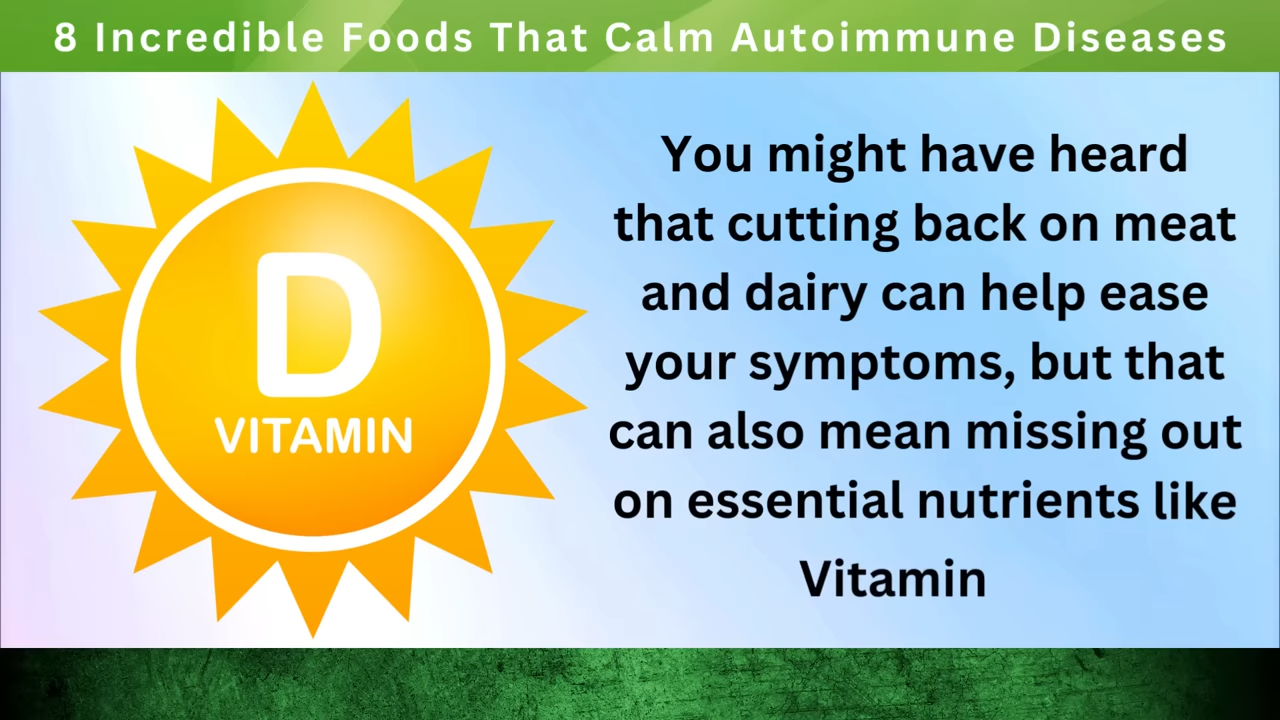 8 Incredible Foods That Calm Autoimmune Diseases
D
VITAMIN
You might have heard
that cutting back on meat
and dairy can help ease
your symptoms, but that
can also mean missing out
on essential nutrients like
Vitamin